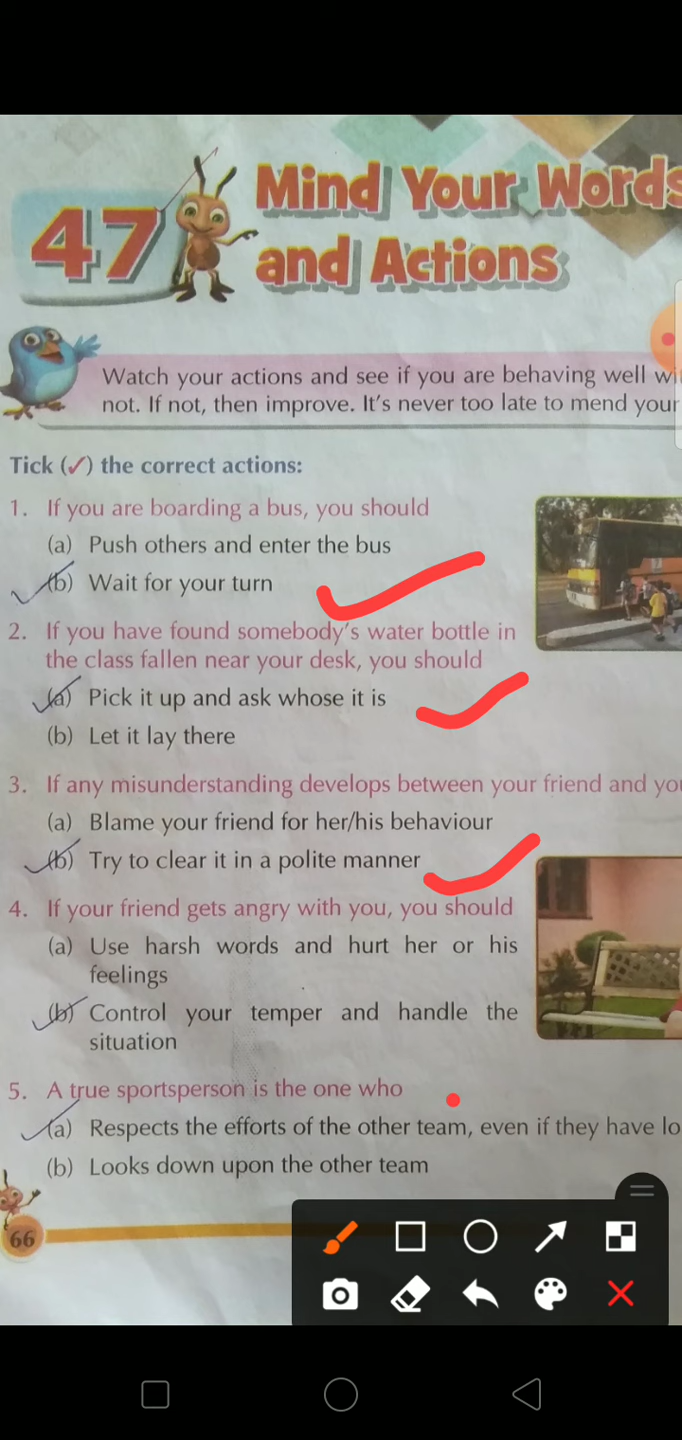 47
Mind Your Words
and Actions
Watch your actions and see if you are behaving well
not. If not, then improve. It's never too late to mend your
Tick (✓) the correct actions:
1. If you are boarding a bus, you should
(a) Push others and enter the bus
(b) Wait for your turn
2. If you have found somebody's water bottle in
the class fallen near your desk, you should
(a) Pick it up and ask whose it is
(b) Let it lay there
3. If any misunderstanding develops between your friend and
(a) Blame your friend for her/his behaviour
(b) Try to clear it in a polite manner
4. If your friend gets angry with you, you should
(a) Use harsh words and hurt her or his
feelings
(b) Control your temper and handle the
situation
5. A true sportsperson is the one who
(a) Respects the efforts of the other team, even if they have
(b) Looks down upon the other team
66